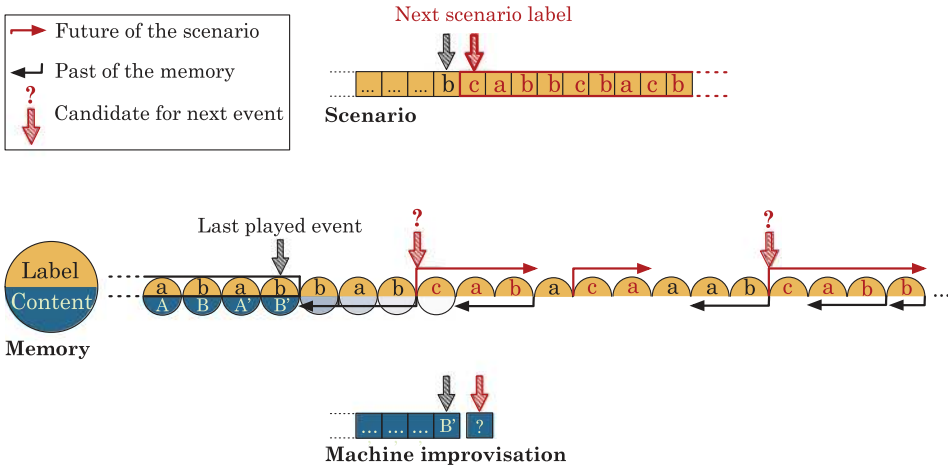 Next scenario label
Future of the scenario
Past of the memory
?
Candidate for next event
... ... ... b c a b b c b a c b
Scenario
? ?
Last played event
Label
Content
a b a b b a b c a b a c a a a b c a b b
A B A' B' ...
Memory
... ... ... B' ?
Machine improvisation